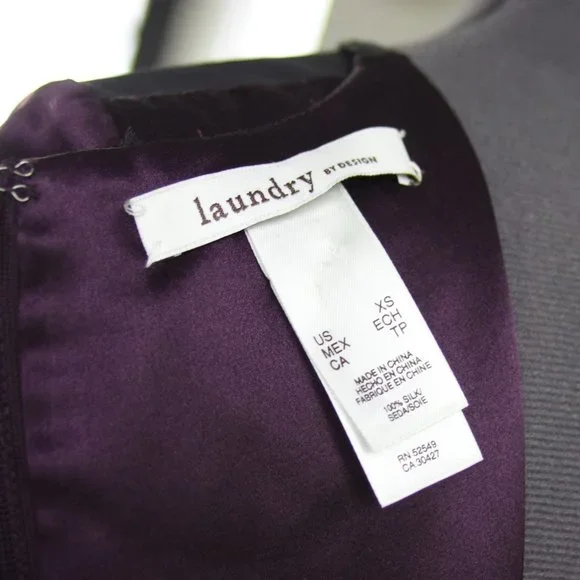 laundry BY DESIGN
US XS
MEX ECH
CA TP
MADE IN CHINA
HECHO EN CHINA
FABRIQUE EN CHINE
100% SILK/
SEDA/SOIE
RN 52549
CA 30427